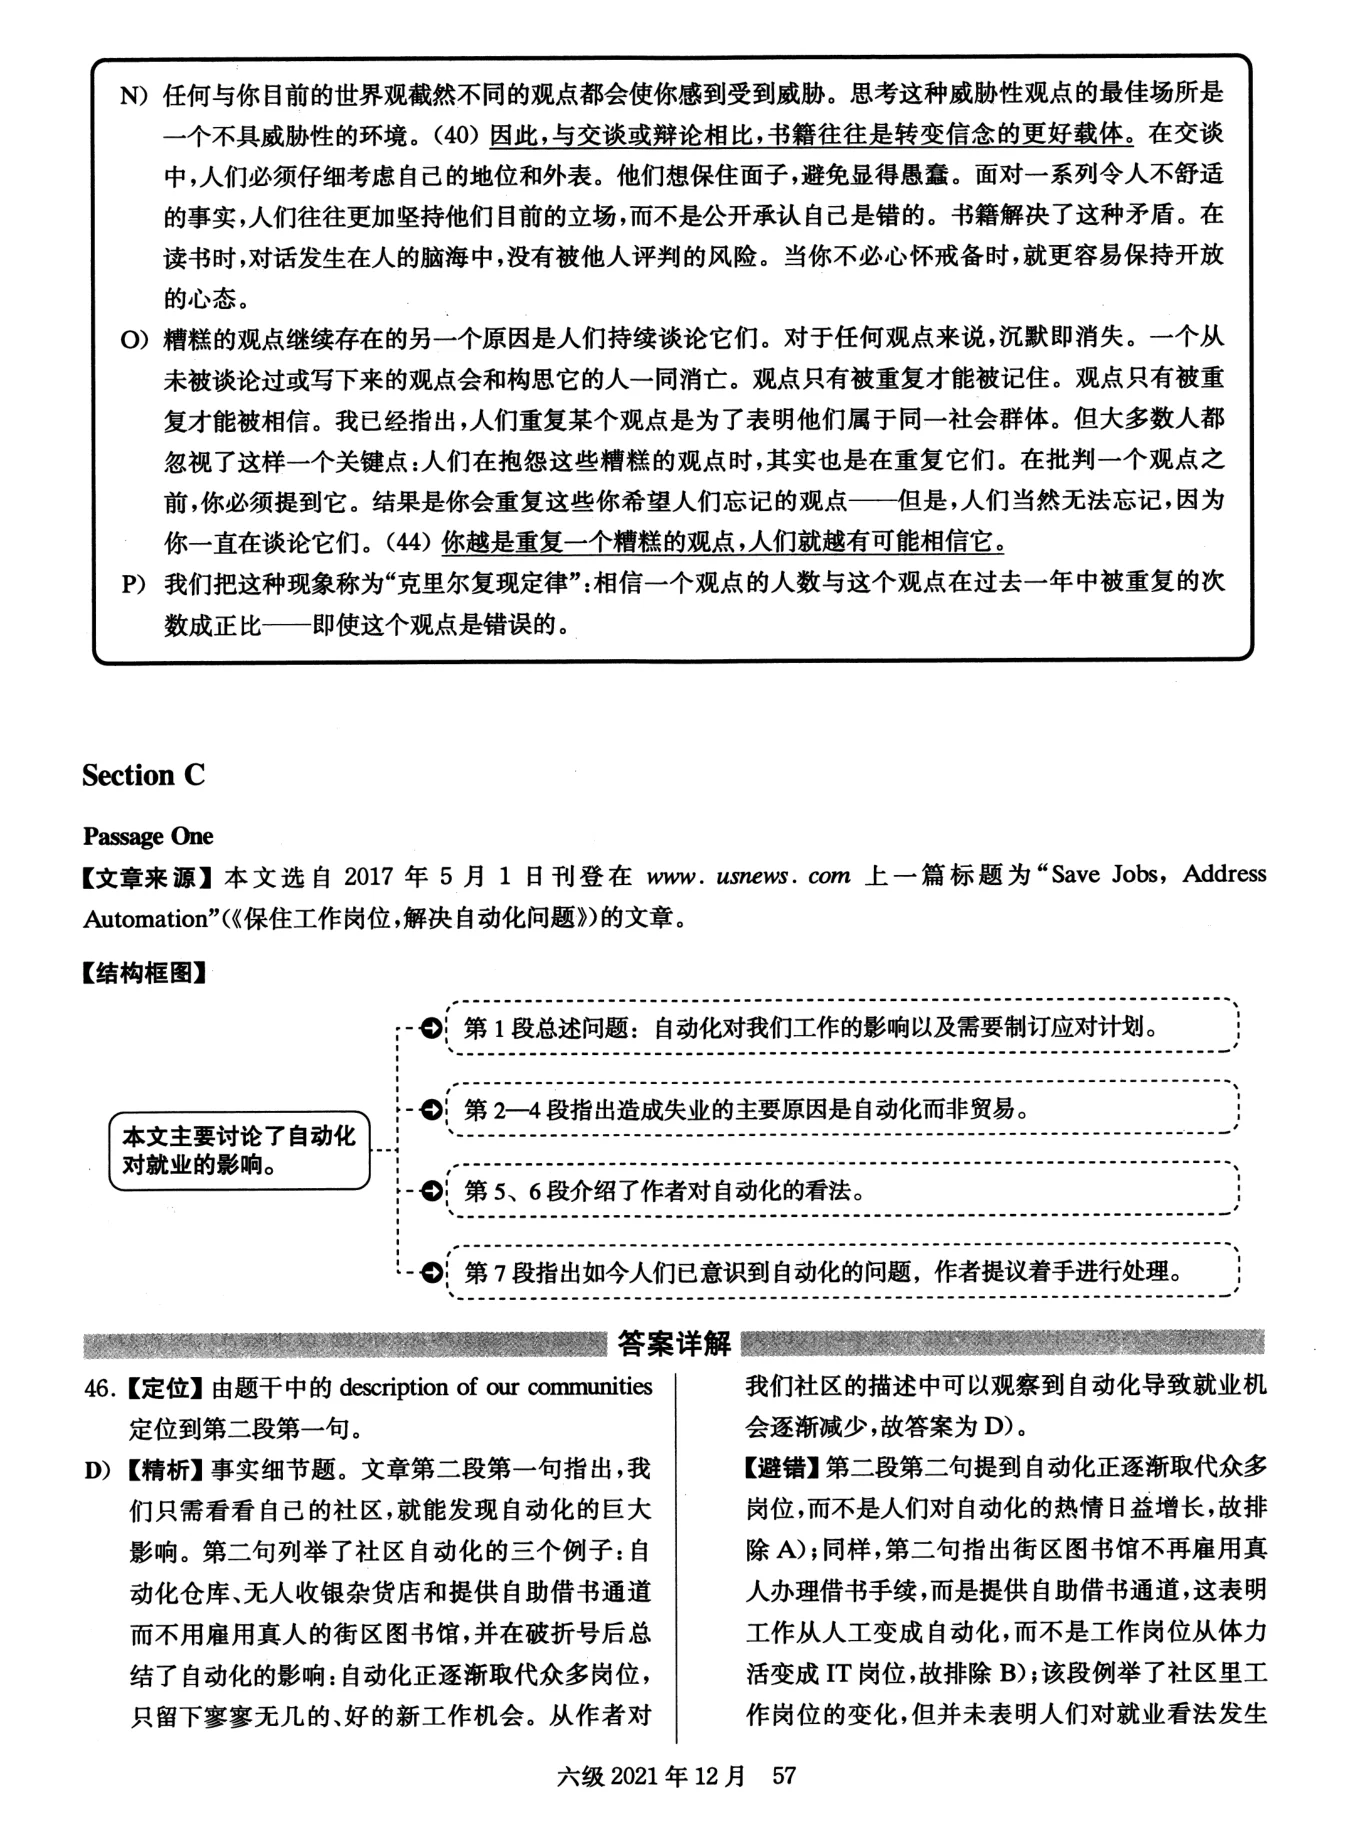 N) 任何与你目前的世界观截然不同的观点都会使你感到受到威胁。思考这种威胁性观点的最佳场所是
一个不具威胁性的环境。(40) 因此,与交谈或辩论相比,书籍往往是转变信念的更好载体。在交谈
中,人们必须仔细考虑自己的地位和外表。他们想保住面子,避免显得愚蠢。面对一系列令人不舒适
的事实,人们往往更加坚持他们目前的立场,而不是公开承认自己是错的。书籍解决了这种矛盾。在
读书时,对话发生在人的脑海中,没有被他人评判的风险。当你不必心怀戒备时,就更容易保持开放
的心态。
O) 糟糕的观点继续存在的另一个原因是人们持续谈论它们。对于任何观点来说,沉默即消失。一个从
未被谈论过或写下来的观点会和构思它的人一同消亡。观点只有被重复才能被记住。观点只有被重
复才能被相信。我已经指出,人们重复某个观点是为了表明他们属于同一社会群体。但大多数人都
忽视了这样一个关键点:人们在抱怨这些糟糕的观点时,其实也是在重复它们。在批判一个观点之
前,你必须提到它。结果是你会重复这些你希望人们忘记的观点——但是,人们当然无法忘记,因为
你一直在谈论它们。(44) 你越是重复一个糟糕的观点,人们就越有可能相信它。
P) 我们把这种现象称为“克里尔复现定律”:相信一个观点的人数与这个观点在过去一年中被重复的次
数成正比——即使这个观点是错误的。
Section C
Passage One
【文章来源】本文选自 2017 年 5 月 1 日刊登在 www. usnews. com 上一篇标题为“Save Jobs, Address
Automation”(《保住工作岗位,解决自动化问题》)的文章。
【结构框图】
本文主要讨论了自动化
对就业的影响。
第 1 段总述问题：自动化对我们工作的影响以及需要制订应对计划。
第 2—4 段指出造成失业的主要原因是自动化而非贸易。
第 5、6 段介绍了作者对自动化的看法。
第 7 段指出如今人们已意识到自动化的问题，作者提议着手进行处理。
答案详解
46.【定位】由题干中的 description of our communities
定位到第二段第一句。
D)【精析】事实细节题。文章第二段第一句指出,我
们只需看看自己的社区,就能发现自动化的巨大
影响。第二句列举了社区自动化的三个例子:自
动化仓库、无人收银杂货店和提供自助借书通道
而不用雇用真人的街区图书馆,并在破折号后总
结了自动化的影响:自动化正逐渐取代众多岗位,
只留下寥寥无几的、好的新工作机会。从作者对
我们社区的描述中可以观察到自动化导致就业机
会逐渐减少,故答案为 D)。
【避错】第二段第二句提到自动化正逐渐取代众多
岗位,而不是人们对自动化的热情日益增长,故排
除 A);同样,第二句指出街区图书馆不再雇用真
人办理借书手续,而是提供自助借书通道,这表明
工作从人工变成自动化,而不是工作岗位从体力
活变成 IT 岗位,故排除 B);该段例举了社区里工
作岗位的变化,但并未表明人们对就业看法发生
六级 2021 年 12 月 57